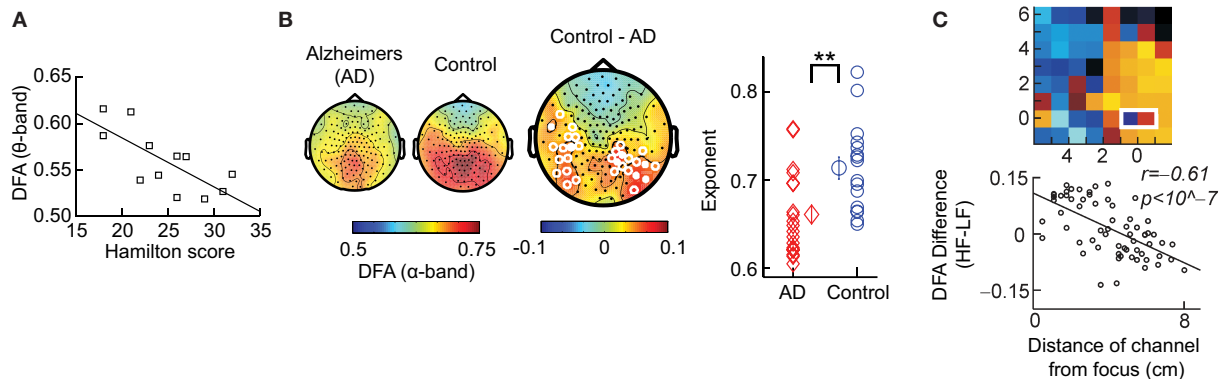 A
DFA (θ-band)
0.65
0.60
0.55
0.50
15 20 25 30 35
Hamilton score
B
Alzheimers
(AD)
Control
Control - AD
0.5 0.75
DFA (α-band)
-0.1 0 0.1
**
Exponent
0.8
0.7
0.6
AD Control
C
6
4
2
0
4 2 0
r=−0.61
p<10^−7
DFA Difference
(HF-LF)
0.15
0
−0.15
0 8
Distance of channel
from focus (cm)